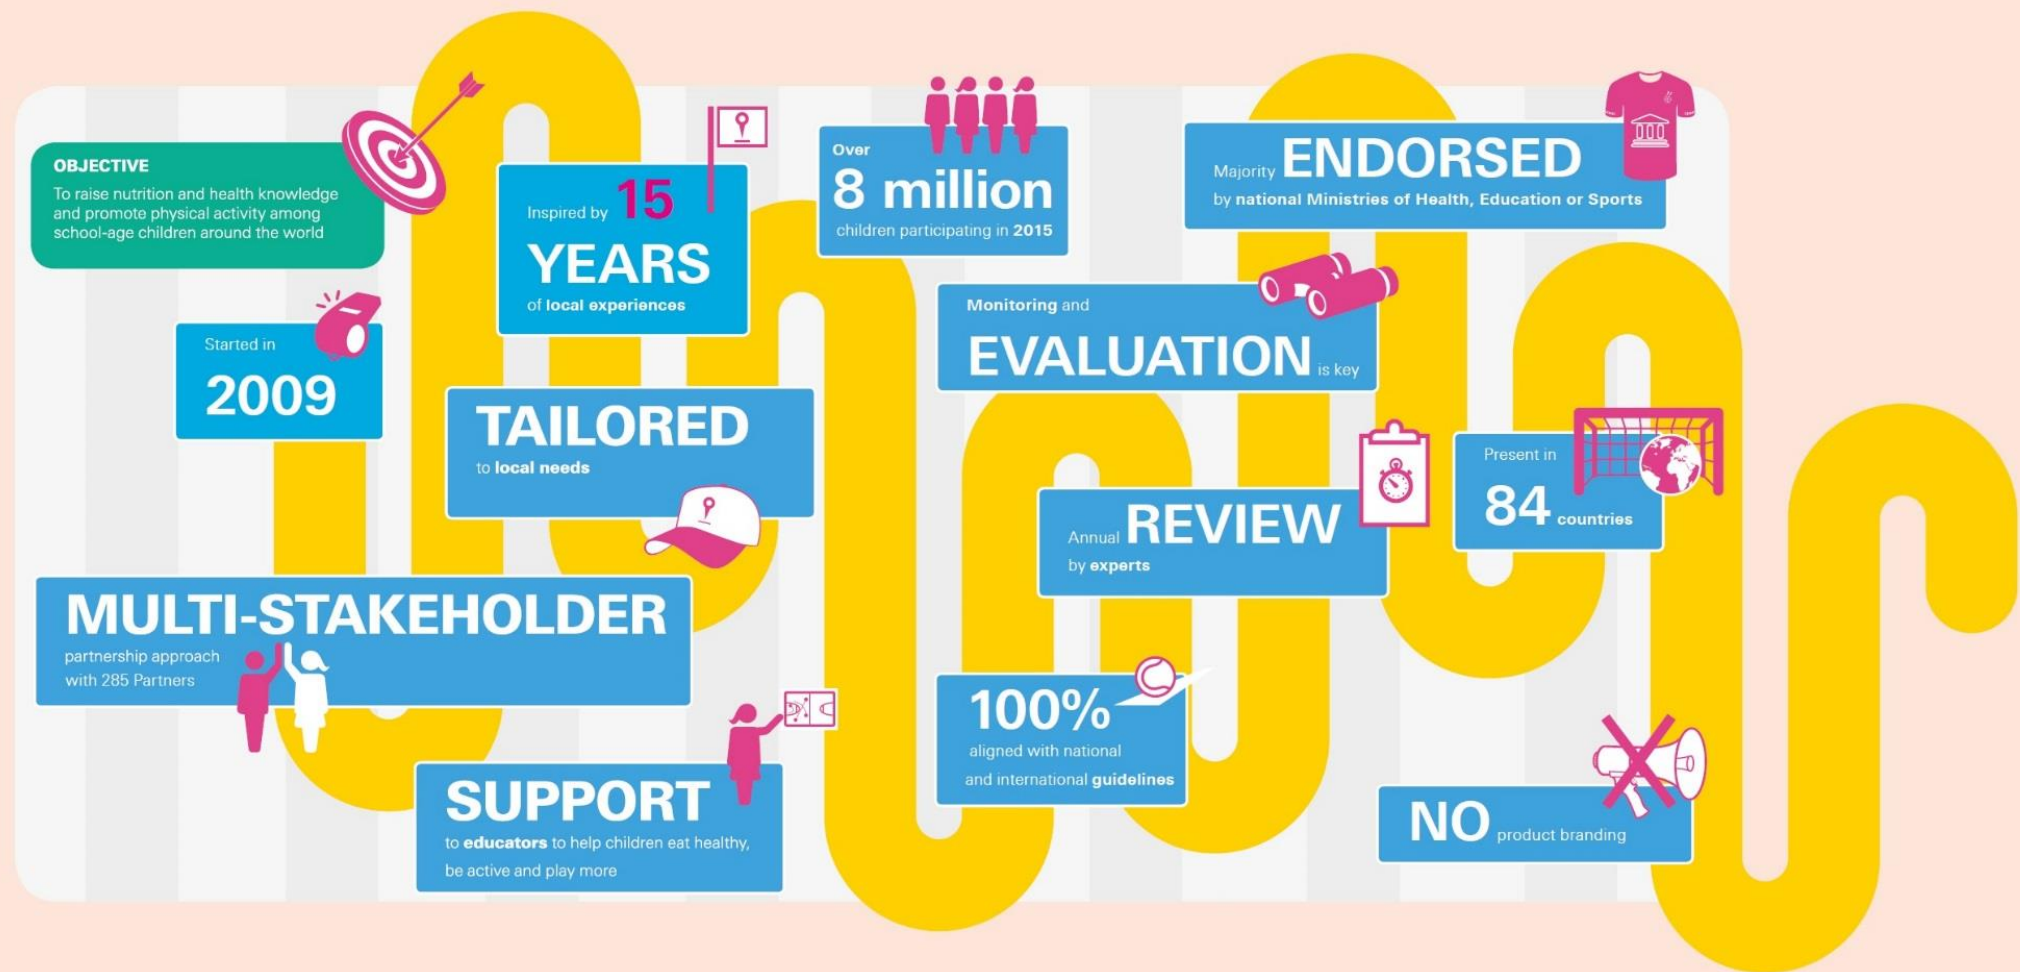 OBJECTIVE
To raise nutrition and health knowledge
and promote physical activity among
school-age children around the world
Started in
2009
MULTI-STAKEHOLDER
partnership approach
with 285 Partners
Inspired by 15
YEARS
of local experiences
TAILORED
to local needs
SUPPORT
to educators to help children eat healthy,
be active and play more
Over
8 million
children participating in 2015
Monitoring and
EVALUATION is key
100%
aligned with national
and international guidelines
Annual REVIEW
by experts
Majority ENDORSED
by national Ministries of Health, Education or Sports
Present in
84 countries
NO product branding